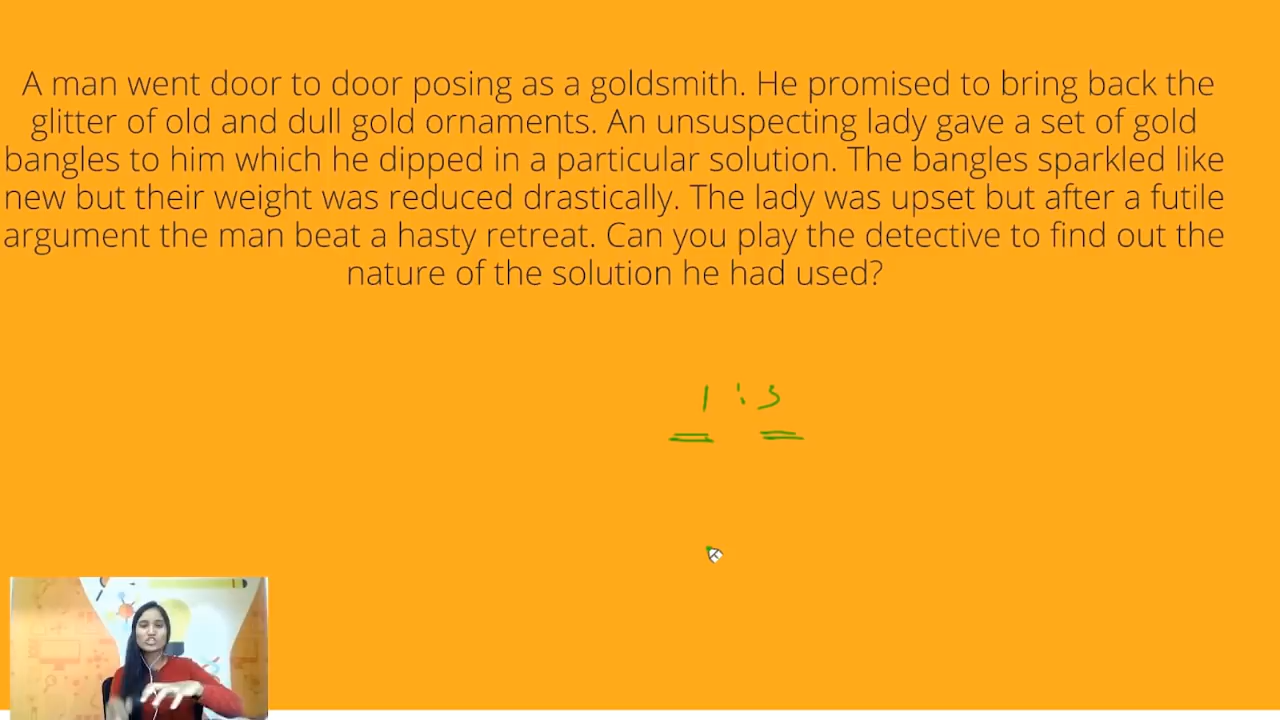 A man went door to door posing as a goldsmith. He promised to bring back the
glitter of old and dull gold ornaments. An unsuspecting lady gave a set of gold
bangles to him which he dipped in a particular solution. The bangles sparkled like
new but their weight was reduced drastically. The lady was upset but after a futile
argument the man beat a hasty retreat. Can you play the detective to find out the
nature of the solution he had used?
1 : 3